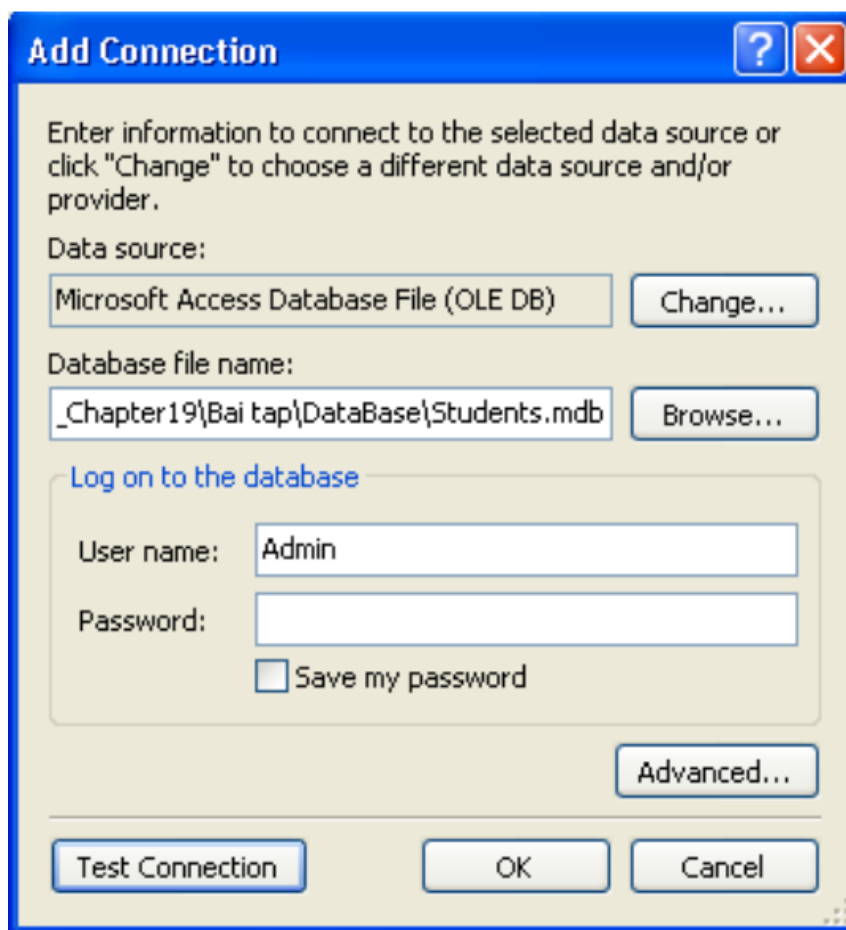 Add Connection
?
Enter information to connect to the selected data source or
click "Change" to choose a different data source and/or
provider.
Data source:
Microsoft Access Database File (OLE DB)
Change...
Database file name:
_Chapter19\Bai tap\DataBase\Students.mdb
Browse...
Log on to the database
User name:
Admin
Password:
Save my password
Advanced...
Test Connection
OK
Cancel